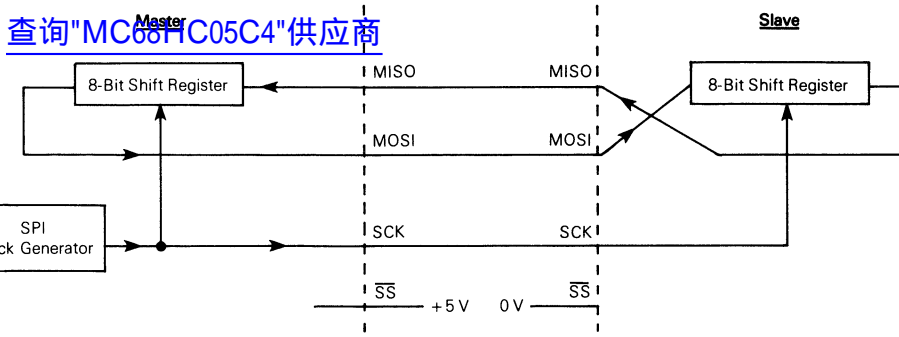 Master
Slave
查询"MC68HC05C4"供应商
MISO MISO
8-Bit Shift Register
8-Bit Shift Register
MOSI MOSI
SPI
ck Generator
SCK SCK
SS SS
+5 V 0 V